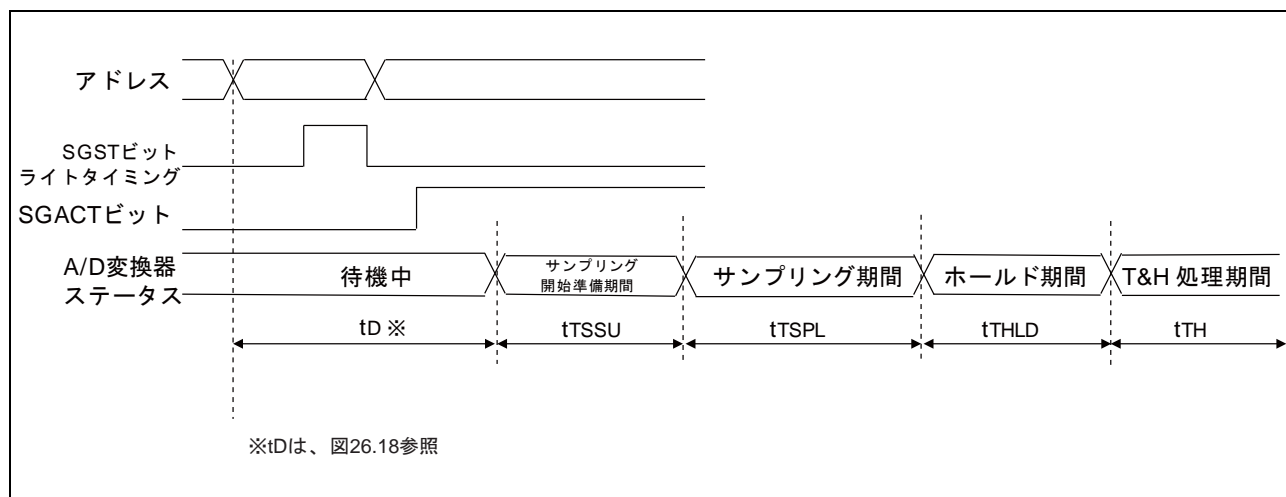 アドレス
SGSTビット
ライトタイミング
SGACTビット
A/D変換器
ステータス
待機中
サンプリング
開始準備期間
サンプリング期間
ホールド期間
T&H 処理期間
tD ※
tTSSU
tTSPL
tTHLD
tTH
※tDは、図26.18参照